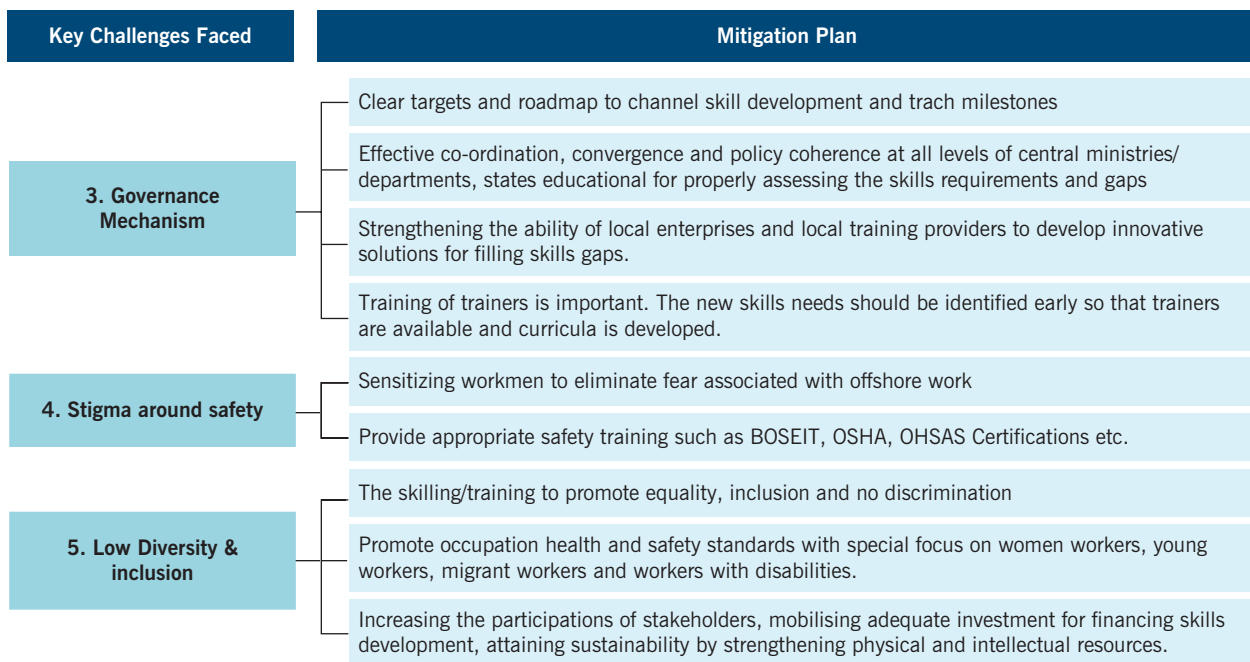 Key Challenges Faced
Mitigation Plan
3. Governance
Mechanism
Clear targets and roadmap to channel skill development and trach milestones
Effective co-ordination, convergence and policy coherence at all levels of central ministries/
departments, states educational for properly assessing the skills requirements and gaps
Strengthening the ability of local enterprises and local training providers to develop innovative
solutions for filling skills gaps.
Training of trainers is important. The new skills needs should be identified early so that trainers
are available and curricula is developed.
4. Stigma around safety
Sensitizing workmen to eliminate fear associated with offshore work
Provide appropriate safety training such as BOSEIT, OSHA, OHSAS Certifications etc.
5. Low Diversity &
inclusion
The skilling/training to promote equality, inclusion and no discrimination
Promote occupation health and safety standards with special focus on women workers, young
workers, migrant workers and workers with disabilities.
Increasing the participations of stakeholders, mobilising adequate investment for financing skills
development, attaining sustainability by strengthening physical and intellectual resources.